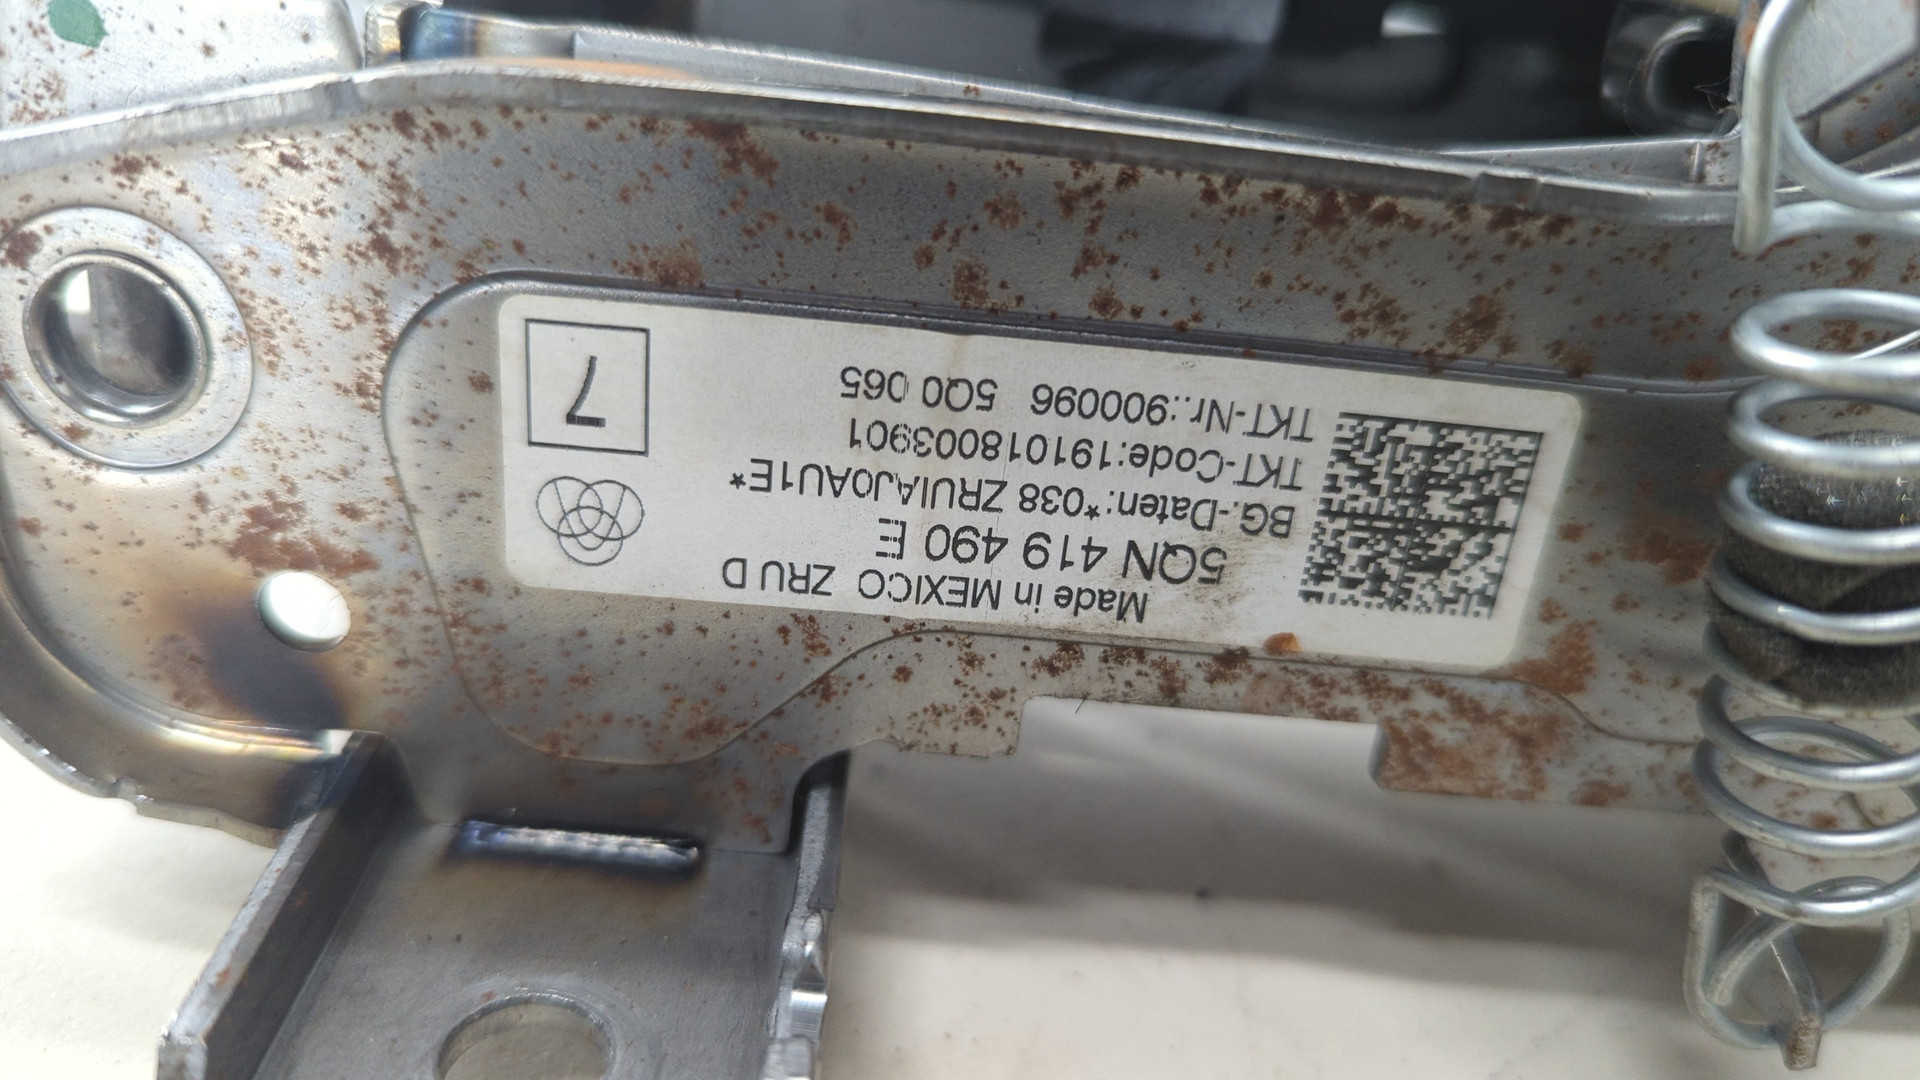 Made in MEXICO ZRU D
5QN 419 490 E
BG.-Daten:*038 ZRUIAJ0AU1E*
TKT-Code:191018003901
TKT-Nr.:900096 5Q0 065
7